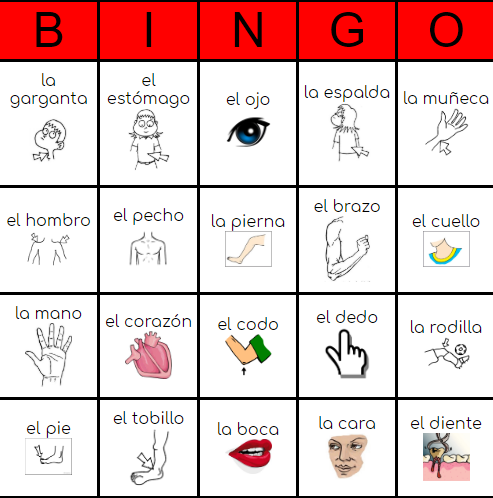 B I N G O
la garganta
el estómago
el ojo
la espalda
la muñeca
el hombro
el pecho
la pierna
el brazo
el cuello
la mano
el corazón
el codo
el dedo
la rodilla
el pie
el tobillo
la boca
la cara
el diente